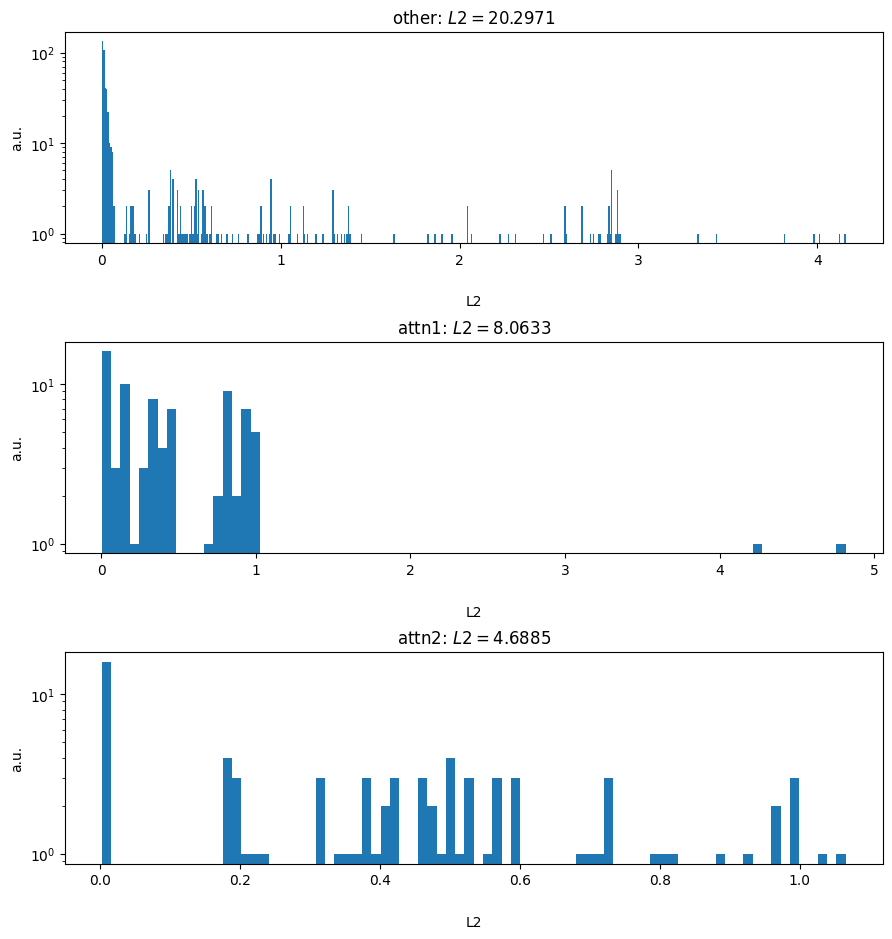 other: L2 = 20.2971
10²
10¹
10⁰
a.u.
0 1 2 3 4
L2
attn1: L2 = 8.0633
10¹
10⁰
a.u.
0 1 2 3 4 5
L2
attn2: L2 = 4.6885
10¹
10⁰
a.u.
0.0 0.2 0.4 0.6 0.8 1.0
L2